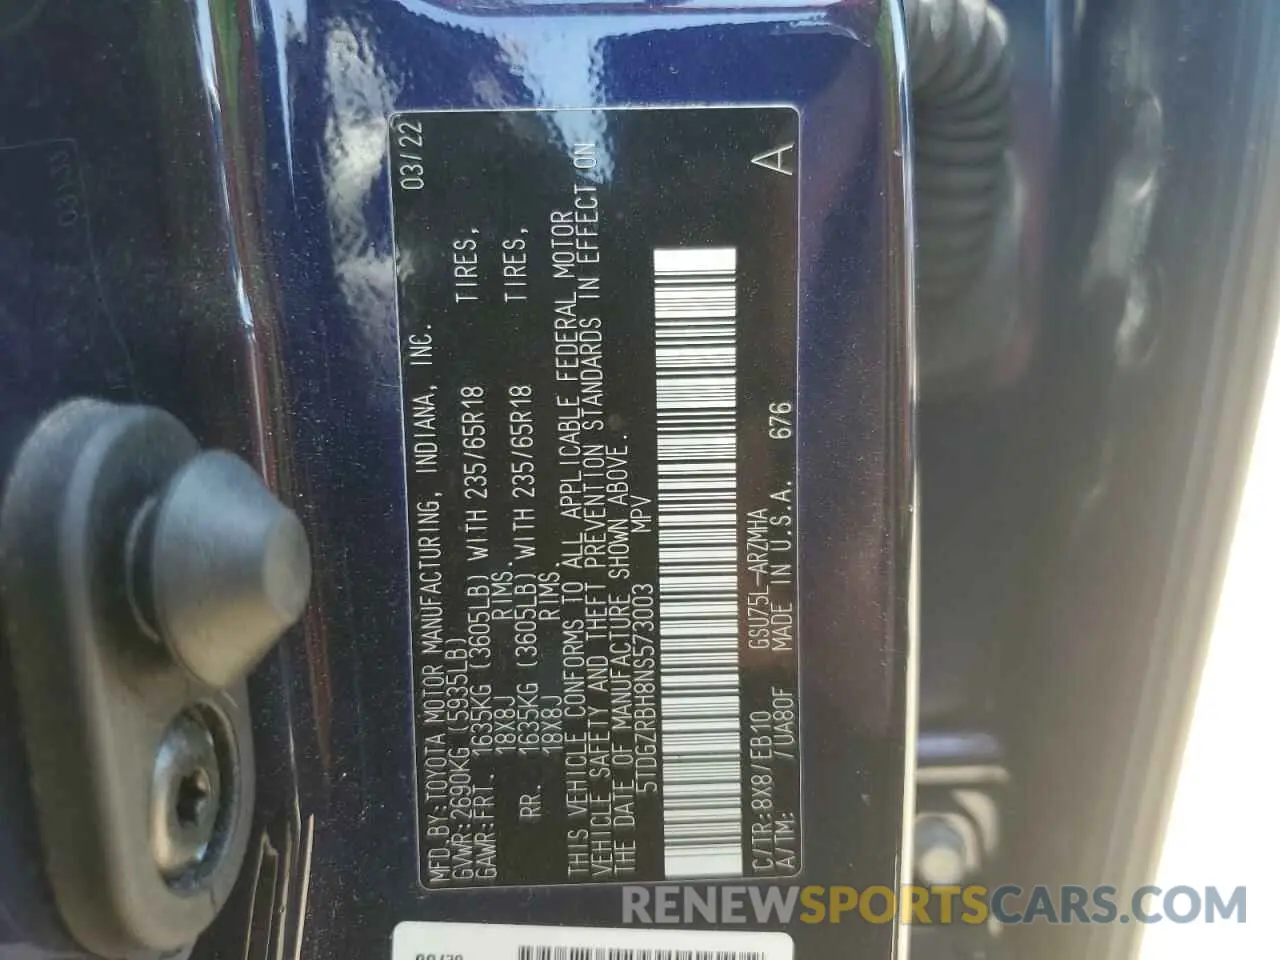 MFD.BY:TOYOTA MOTOR MANUFACTURING, INDIANA, INC. 03/22
GVWR:2690KG (5935LB)
GAWR:FRT. 1635KG (3605LB) WITH 235/65R18 TIRES,
18X8J RIMS.
RR. 1635KG (3605LB) WITH 235/65R18 TIRES,
18X8J RIMS.
THIS VEHICLE CONFORMS TO ALL APPLICABLE FEDERAL MOTOR
VEHICLE SAFETY AND THEFT PREVENTION STANDARDS IN EFFECT ON
THE DATE OF MANUFACTURE SHOWN ABOVE.
5TDGZRBH8NS573003 MPV
C/TR:8X8/EB10 GSU75L-ARZMHA
A/TM: /UA80F MADE IN U.S.A. 676 A
RENEWSPORTSCARS.COM